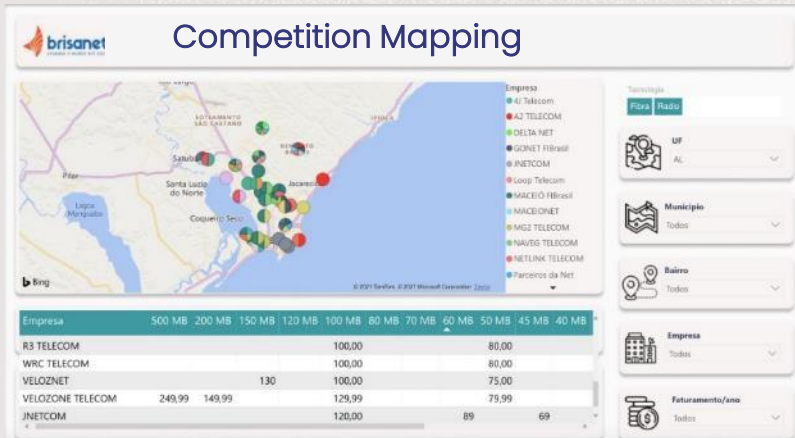 brisanet
Competition Mapping
LOTEAMENTO
SÃO CAETANO
Satuba
Pilar
Santa Luzia
do Norte
Jacarecica
Lagoa
Manguaba
Coqueiro Seco
Bing
© 2021 TomTom, © 2021 Microsoft Corporation Terms
Empresa
4J Telecom
A2 TELECOM
DELTA NET
GONET FIBrasil
JNETCOM
Loop Telecom
MACEIÓ FIBrasil
MACEIONET
MG2 TELECOM
NAVEG TELECOM
NETLINK TELECOM
Parceiros da Net
Tecnologia
Fibra Radio
UF
AL
Município
Todos
Bairro
Todos
Empresa
Todos
Faturamento/ano
Todos
Empresa 500 MB 200 MB 150 MB 120 MB 100 MB 80 MB 70 MB 60 MB 50 MB 45 MB 40 MB
R3 TELECOM 100,00 80,00
WRC TELECOM 100,00 80,00
VELOZNET 130 100,00 75,00
VELOZONE TELECOM 249,99 149,99 129,99 79,99
JNETCOM 120,00 89 69